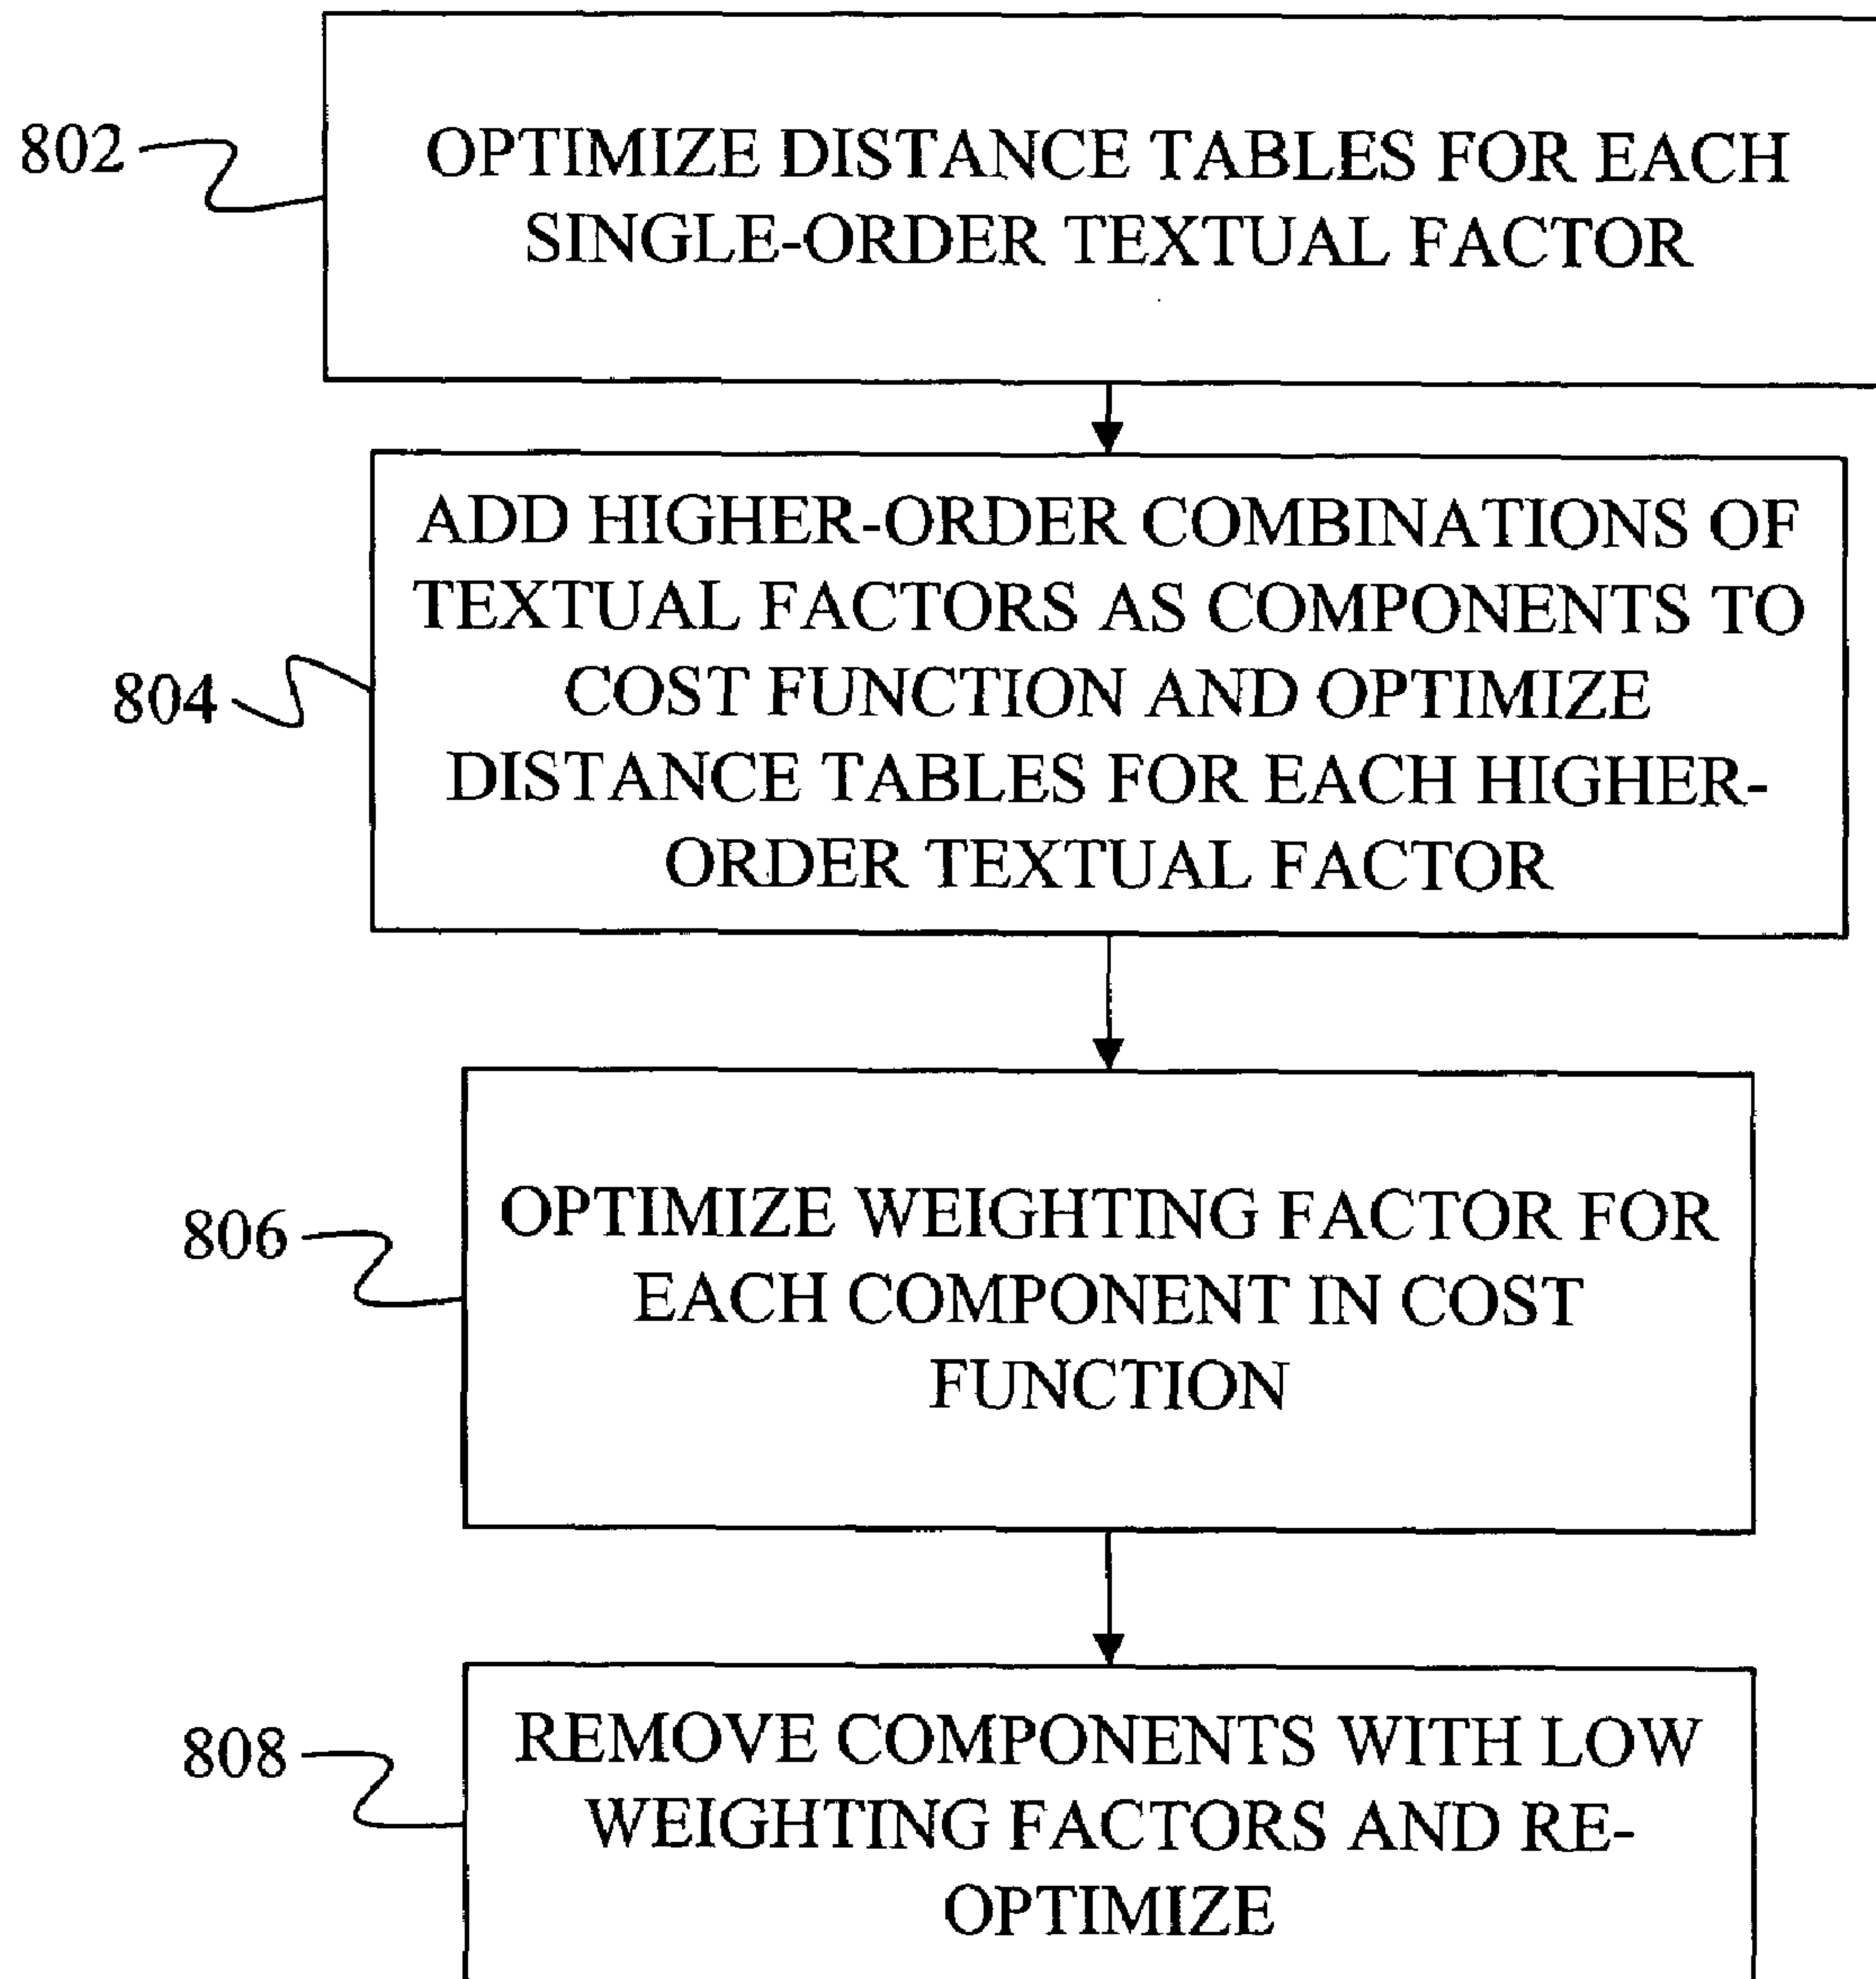 802
OPTIMIZE DISTANCE TABLES FOR EACH
SINGLE-ORDER TEXTUAL FACTOR
804
ADD HIGHER-ORDER COMBINATIONS OF
TEXTUAL FACTORS AS COMPONENTS TO
COST FUNCTION AND OPTIMIZE
DISTANCE TABLES FOR EACH HIGHER-
ORDER TEXTUAL FACTOR
806
OPTIMIZE WEIGHTING FACTOR FOR
EACH COMPONENT IN COST
FUNCTION
808
REMOVE COMPONENTS WITH LOW
WEIGHTING FACTORS AND RE-
OPTIMIZE